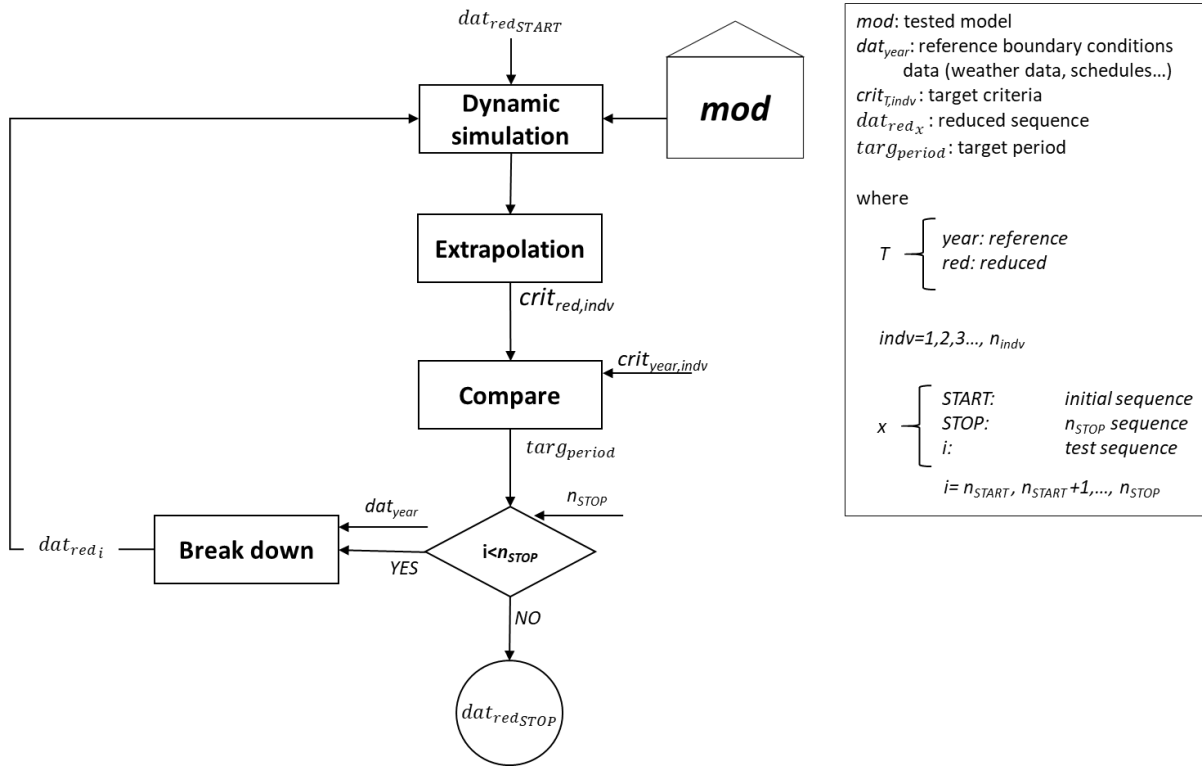 dat_red_START
Dynamic
simulation
mod
Extrapolation
crit_red,indv
crit_year,indv
Compare
targ_period
n_STOP
dat_year
i<n_STOP
dat_red_i
Break down
YES
NO
dat_red_STOP
mod: tested model
dat_year: reference boundary conditions
data (weather data, schedules...)
crit_T,indv: target criteria
dat_red_x: reduced sequence
targ_period: target period
where
year: reference
T
red: reduced
indv=1,2,3..., n_indv
START: initial sequence
x
STOP: n_STOP sequence
i: test sequence
i= n_START, n_START+1,..., n_STOP